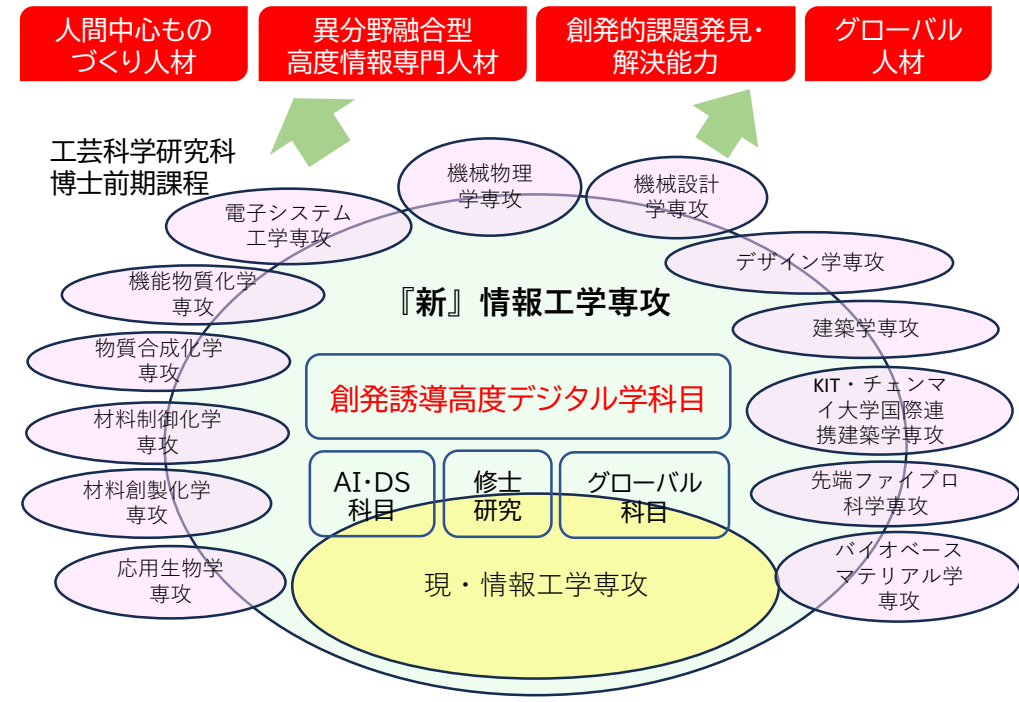 人間中心もの
づくり人材
異分野融合型
高度情報専門人材
創発的課題発見・
解決能力
グローバル
人材
工芸科学研究科
博士前期課程
機械物理
学専攻
機械設計
学専攻
電子システム
工学専攻
デザイン学専攻
機能物質化学
専攻
『新』情報工学専攻
建築学専攻
物質合成化学
専攻
創発誘導高度デジタル学科目
KIT・チェンマ
イ大学国際連
携建築学専攻
材料制御化学
専攻
AI・DS
科目
修士
研究
グローバル
科目
材料創製化学
専攻
先端ファイブロ
科学専攻
応用生物学
専攻
現・情報工学専攻
バイオベース
マテリアル学
専攻